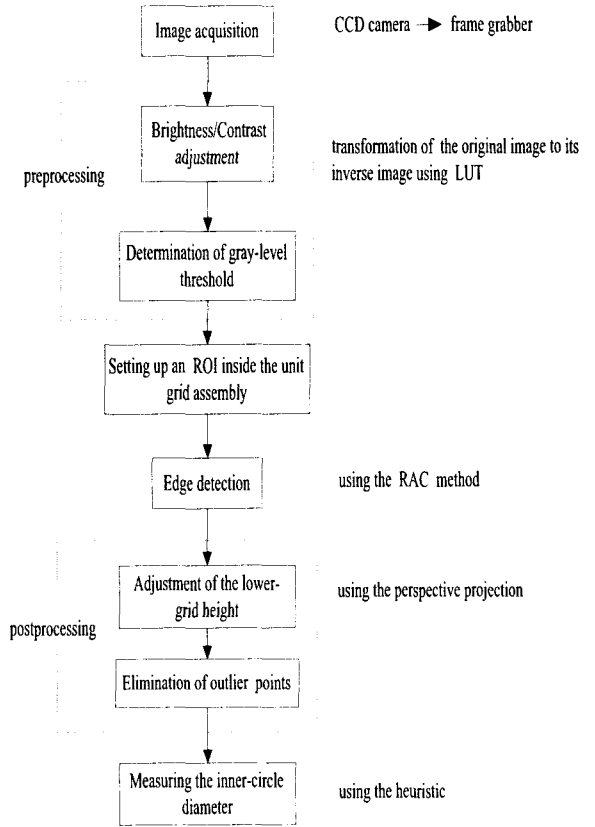 Image acquisition
CCD camera → frame grabber
Brightness/Contrast
adjustment
transformation of the original image to its
inverse image using LUT
preprocessing
Determination of gray-level
threshold
Setting up an ROI inside the unit
grid assembly
Edge detection
using the RAC method
Adjustment of the lower-
grid height
using the perspective projection
postprocessing
Elimination of outlier points
Measuring the inner-circle
diameter
using the heuristic